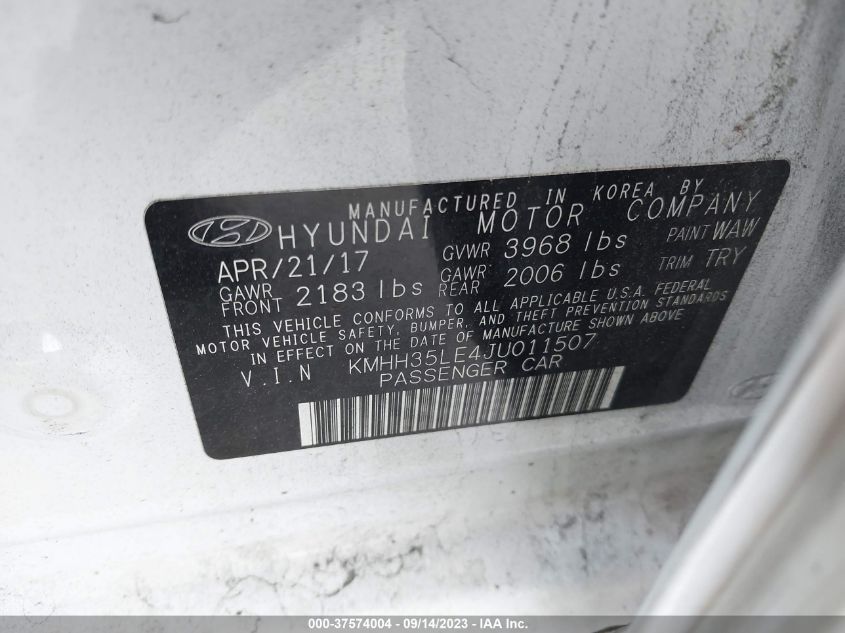 MANUFACTURED IN KOREA BY
HYUNDAI MOTOR COMPANY
APR/21/17 GVWR 3968 lbs PAINT WAW
GAWR FRONT 2183 lbs GAWR REAR 2006 lbs TRIM TRY
THIS VEHICLE CONFORMS TO ALL APPLICABLE U.S.A. FEDERAL
MOTOR VEHICLE SAFETY, BUMPER, AND THEFT PREVENTION STANDARDS
IN EFFECT ON THE DATE OF MANUFACTURE SHOWN ABOVE
V.I.N KMHH35LE4JU011507
PASSENGER CAR
000-37574004 - 09/14/2023 - IAA Inc.